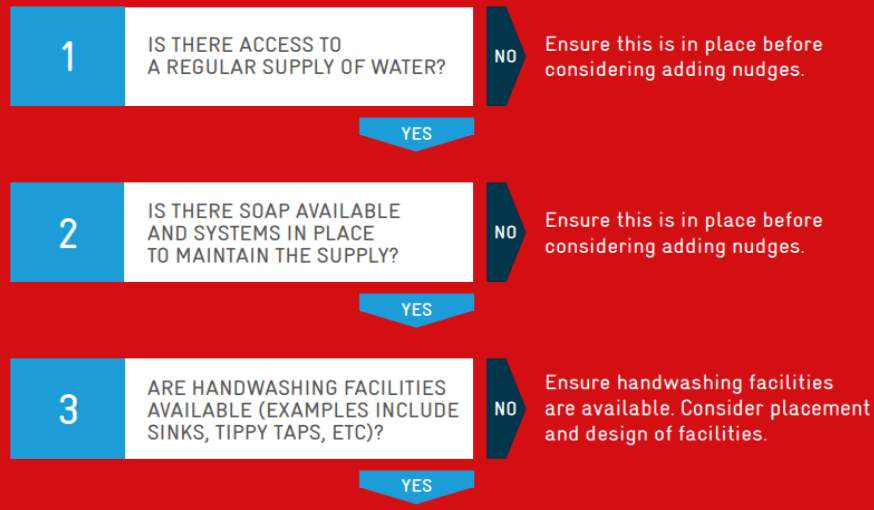 1
IS THERE ACCESS TO
A REGULAR SUPPLY OF WATER?
NO
Ensure this is in place before
considering adding nudges.
YES
2
IS THERE SOAP AVAILABLE
AND SYSTEMS IN PLACE
TO MAINTAIN THE SUPPLY?
NO
Ensure this is in place before
considering adding nudges.
YES
3
ARE HANDWASHING FACILITIES
AVAILABLE (EXAMPLES INCLUDE
SINKS, TIPPY TAPS, ETC)?
NO
Ensure handwashing facilities
are available. Consider placement
and design of facilities.
YES